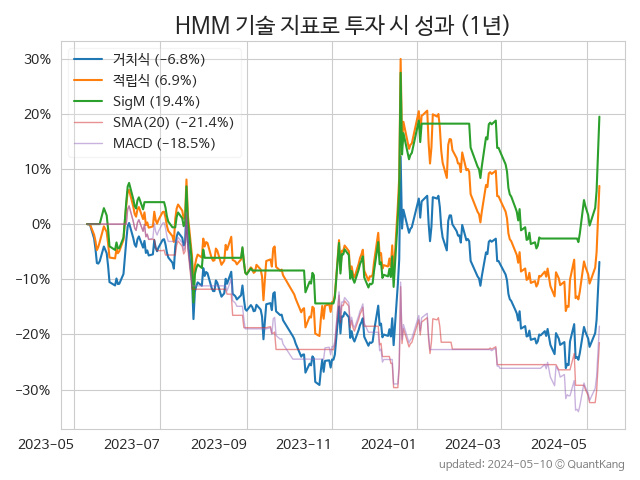 HMM 기술 지표로 투자 시 성과 (1년)
거치식 (−6.8%)
적립식 (6.9%)
SigM (19.4%)
SMA(20) (−21.4%)
MACD (−18.5%)
30%
20%
10%
0%
−10%
−20%
−30%
2023-05 2023-07 2023-09 2023-11 2024-01 2024-03 2024-05
updated: 2024-05-10 © QuantKang